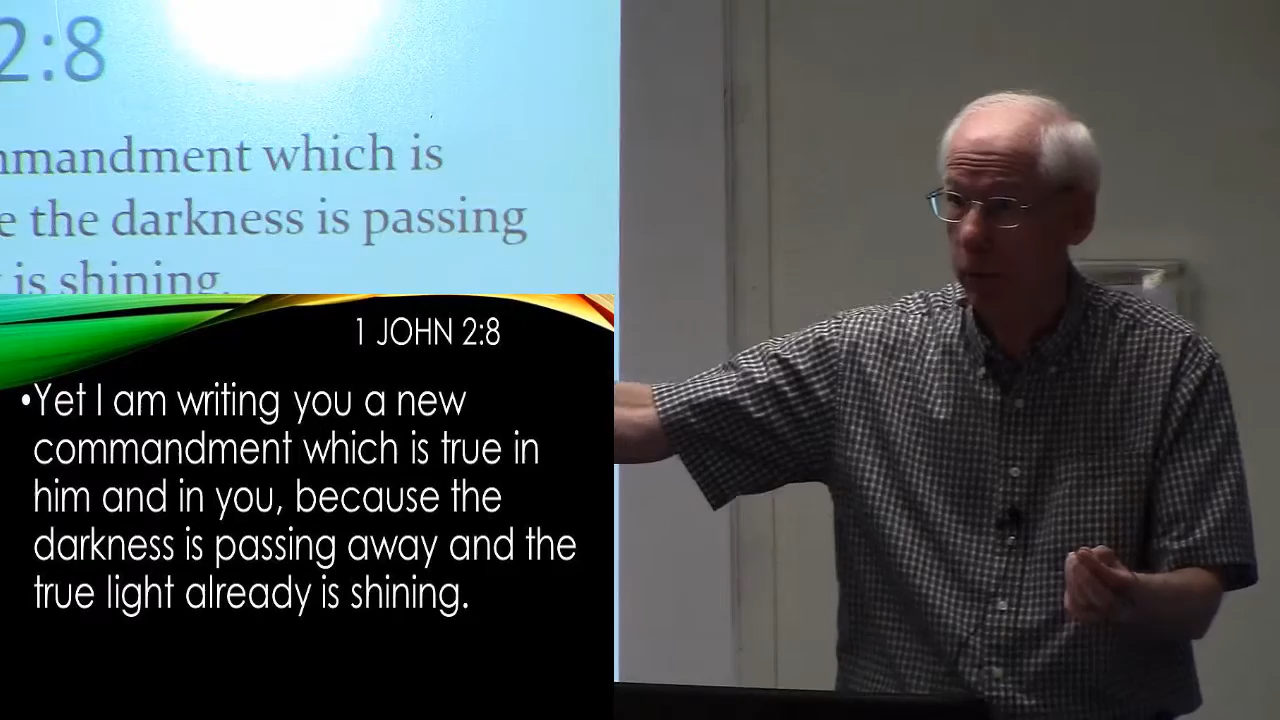 2:8
which is
the darkness is passing
is shining.
1 JOHN 2:8
•Yet I am writing you a new
commandment which is true in
him and in you, because the
darkness is passing away and the
true light already is shining.